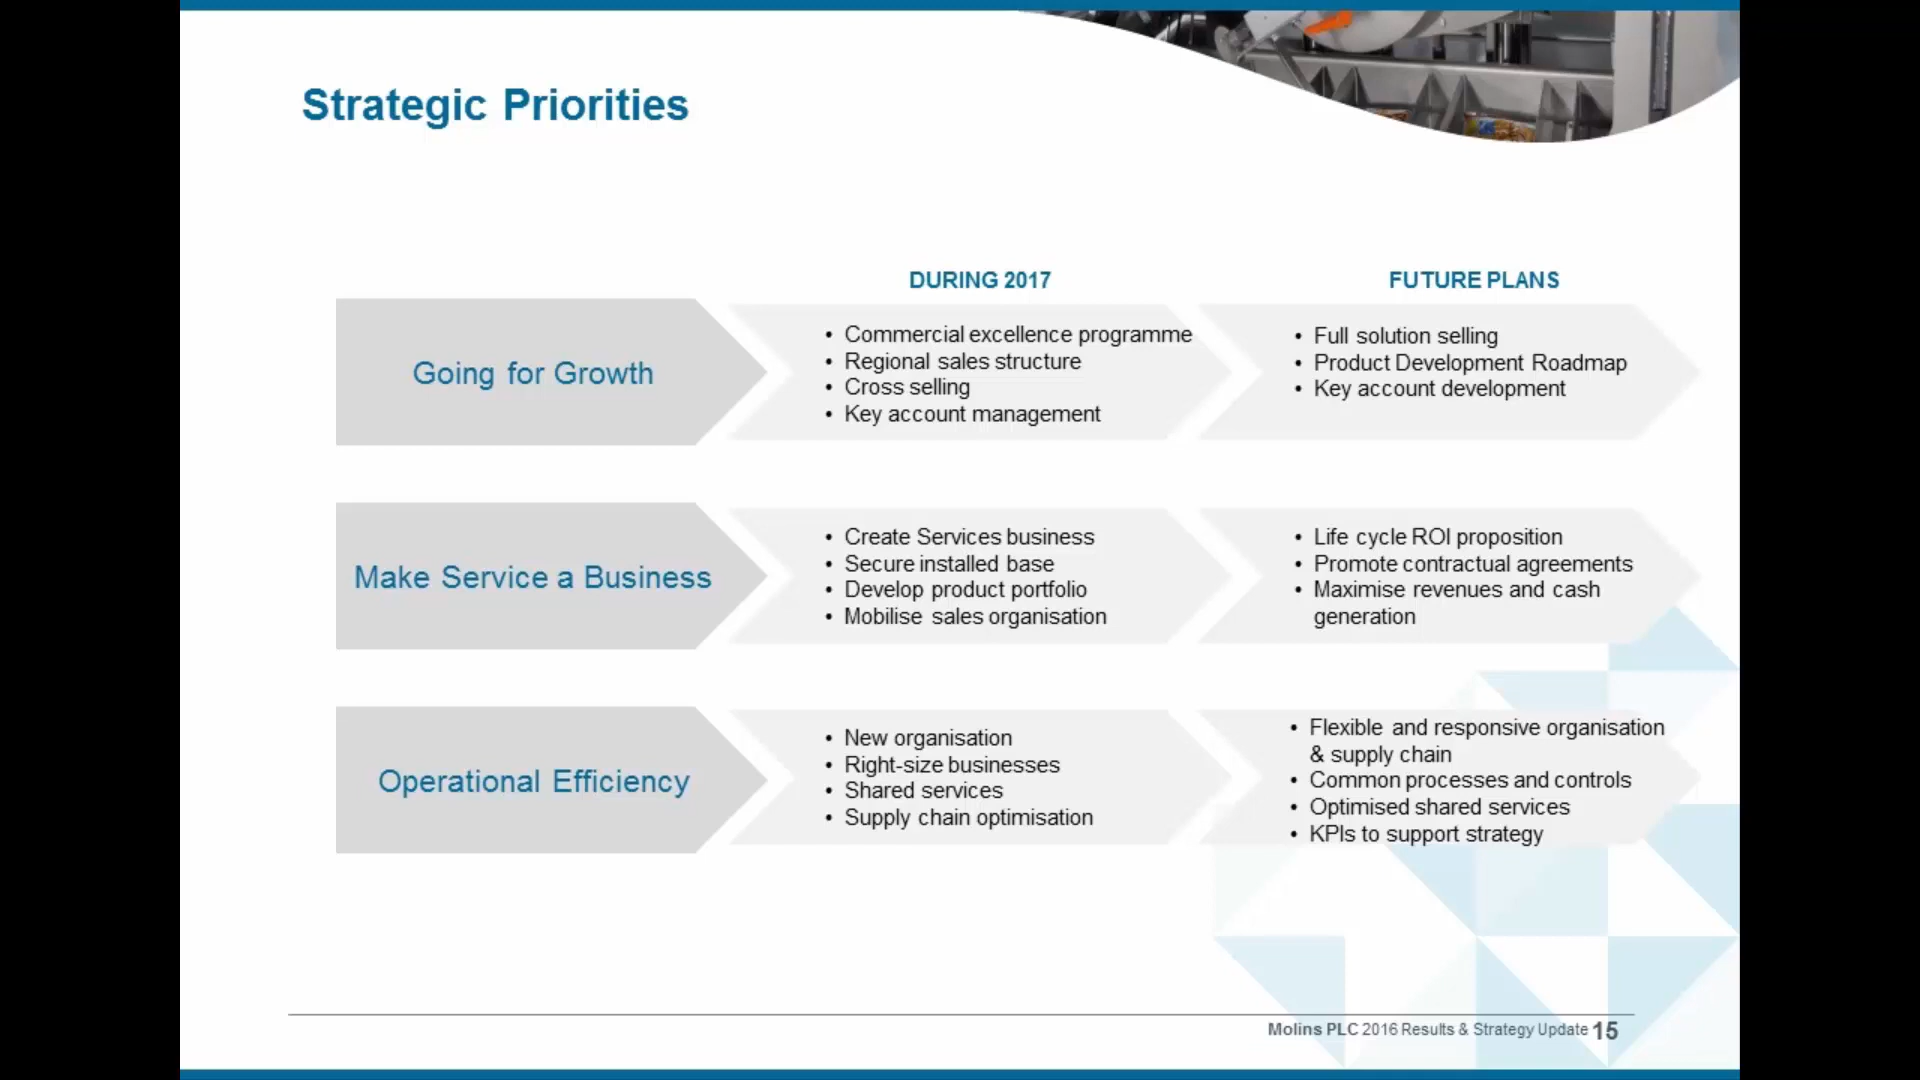 Strategic Priorities
DURING 2017
FUTURE PLANS
Going for Growth
• Commercial excellence programme
• Regional sales structure
• Cross selling
• Key account management
• Full solution selling
• Product Development Roadmap
• Key account development
Make Service a Business
• Create Services business
• Secure installed base
• Develop product portfolio
• Mobilise sales organisation
• Life cycle ROI proposition
• Promote contractual agreements
• Maximise revenues and cash
generation
Operational Efficiency
• New organisation
• Right-size businesses
• Shared services
• Supply chain optimisation
• Flexible and responsive organisation
& supply chain
• Common processes and controls
• Optimised shared services
• KPIs to support strategy
Molins PLC 2016 Results & Strategy Update 15